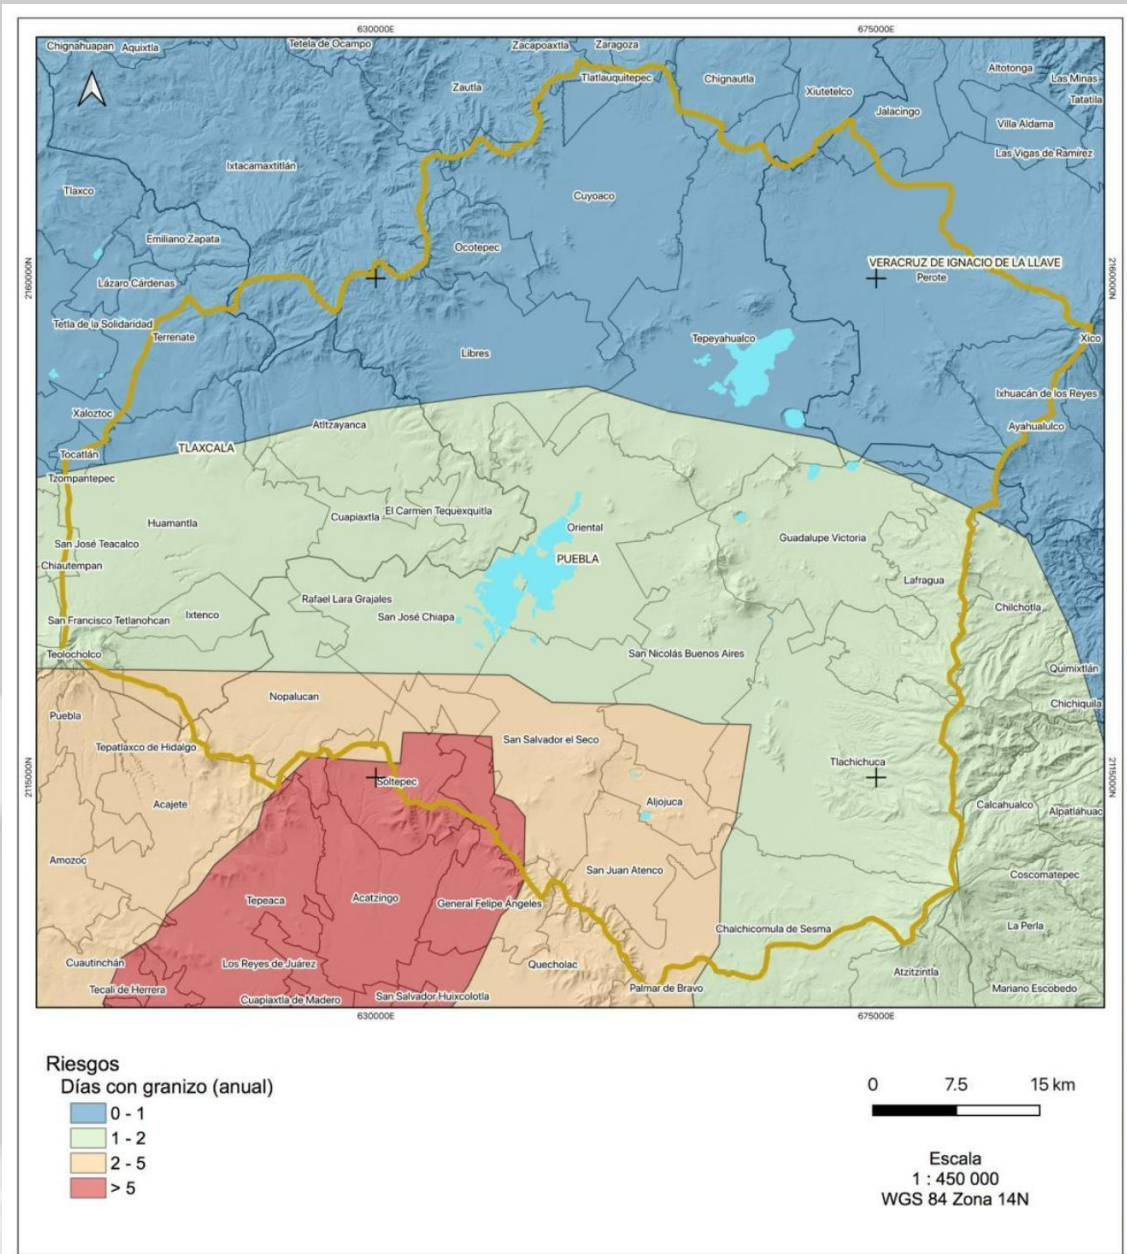 630000E
675000E
Chignahuapan
Aquixtla
Tetela de Ocampo
Zacapoaxtla
Zaragoza
Tlatlauquitepec
Zautla
Chignautla
Xiutetelco
Altotonga
Las Minas
Tatatila
Jalacingo
Villa Aldama
Las Vigas de Ramírez
Ixtacamaxtitlán
Tlaxco
Cuyoaco
Emiliano Zapata
Ocotepec
VERACRUZ DE IGNACIO DE LA LLAVE
Perote
2160000N
2160000N
Lázaro Cárdenas
Tetla de la Solidaridad
Terrenate
Libres
Tepeyahualco
Xico
Ixhuacán de los Reyes
Xaloztoc
Atltzayanca
Ayahualulco
TLAXCALA
Tocatlán
Tzompantepec
Huamantla
Cuapiaxtla
El Carmen Tequexquitla
Oriental
Guadalupe Victoria
San José Teacalco
PUEBLA
Chiautempan
Lafragua
Rafael Lara Grajales
Chilchotla
San Francisco Tetlanohcan
Ixtenco
San José Chiapa
Teolocholco
San Nicolás Buenos Aires
Quimixtlán
Nopalucan
Chichiquila
Puebla
Tepatlaxco de Hidalgo
San Salvador el Seco
Tlachichuca
2115000N
2115000N
Soltepec
Acajete
Aljojuca
Calcahualco
Alpatláhuac
Amozoc
San Juan Atenco
Coscomatepec
Tepeaca
Acatzingo
General Felipe Ángeles
Chalchicomula de Sesma
La Perla
Cuautinchán
Los Reyes de Juárez
Quecholac
Atzitzintla
Tecali de Herrera
Cuapiaxtla de Madero
San Salvador Huixcolotla
Palmar de Bravo
Mariano Escobedo
630000E
675000E
Riesgos
Días con granizo (anual)
0 - 1
1 - 2
2 - 5
> 5
0 7.5 15 km
Escala
1 : 450 000
WGS 84 Zona 14N